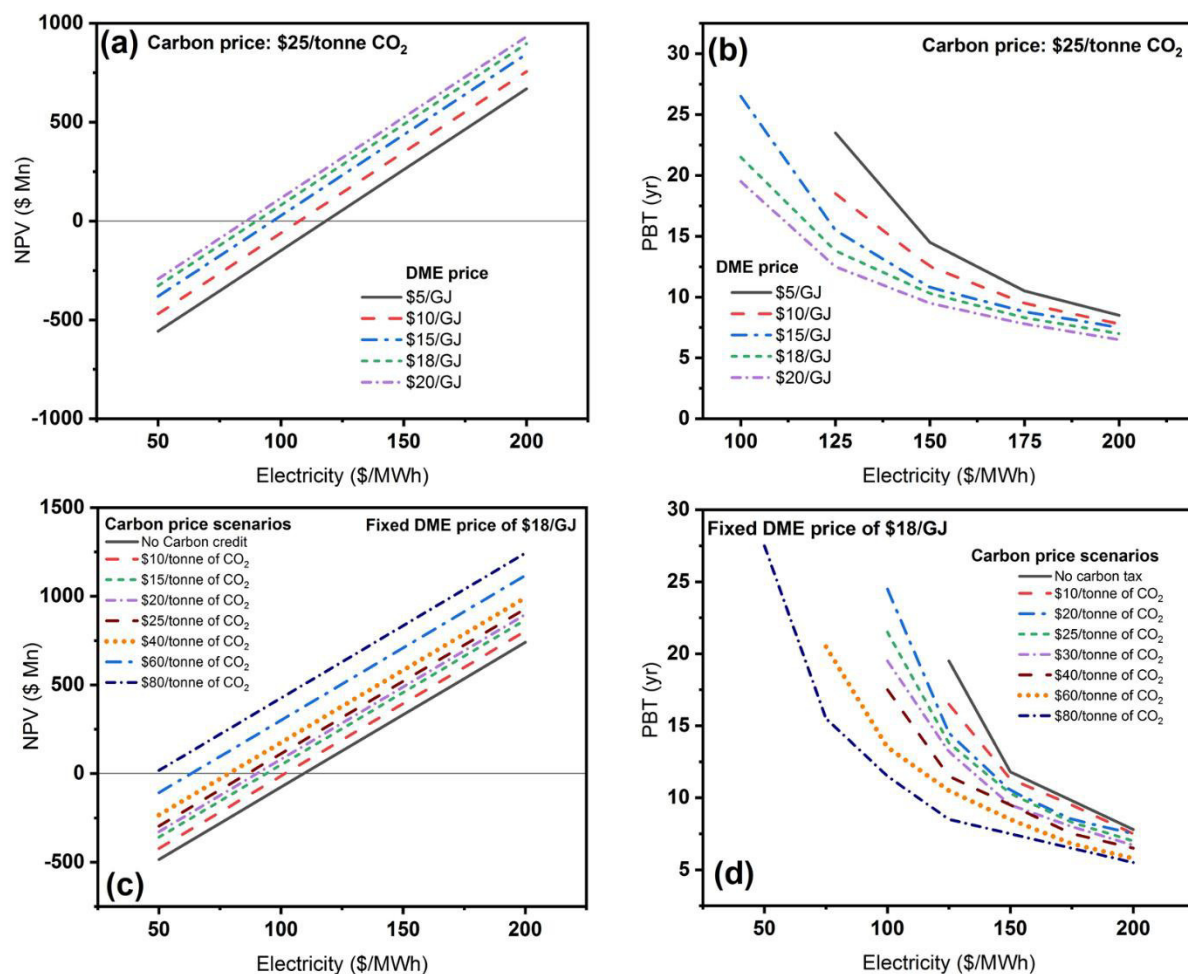 (a) Carbon price: $25/tonne CO₂
1000
500
0
-500
-1000
NPV ($ Mn)
DME price
$5/GJ
$10/GJ
$15/GJ
$18/GJ
$20/GJ
50 100 150 200
Electricity ($/MWh)
(b) Carbon price: $25/tonne CO₂
30
25
20
15
10
5
0
PBT (yr)
DME price
$5/GJ
$10/GJ
$15/GJ
$18/GJ
$20/GJ
100 125 150 175 200
Electricity ($/MWh)
1500
1000
500
0
-500
NPV ($ Mn)
Carbon price scenarios
No Carbon credit
$10/tonne of CO₂
$15/tonne of CO₂
$20/tonne of CO₂
$25/tonne of CO₂
$40/tonne of CO₂
$60/tonne of CO₂
$80/tonne of CO₂
Fixed DME price of $18/GJ
(c)
50 100 150 200
Electricity ($/MWh)
30
25
20
15
10
5
PBT (yr)
Fixed DME price of $18/GJ
Carbon price scenarios
No carbon tax
$10/tonne of CO₂
$20/tonne of CO₂
$25/tonne of CO₂
$30/tonne of CO₂
$40/tonne of CO₂
$60/tonne of CO₂
$80/tonne of CO₂
(d)
50 100 150 200
Electricity ($/MWh)